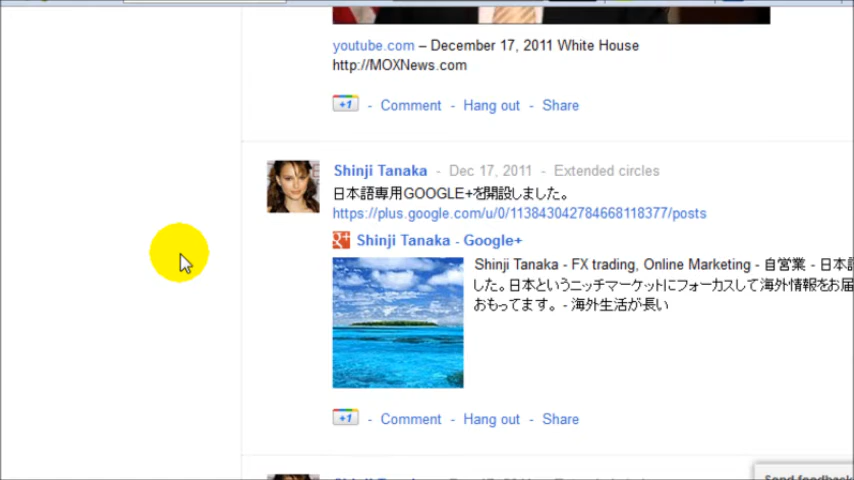 youtube.com – December 17, 2011 White House
http://MOXNews.com
+1 - Comment - Hang out - Share
Shinji Tanaka - Dec 17, 2011 - Extended circles
日本語専用GOOGLE+を開設しました。
https://plus.google.com/u/0/113843042784668118377/posts
g+ Shinji Tanaka - Google+
Shinji Tanaka - FX trading, Online Marketing - 自営業 - 日本語
した。日本というニッチマーケットにフォーカスして海外情報をお届
おもってます。 - 海外生活が長い
+1 - Comment - Hang out - Share
Send feedback